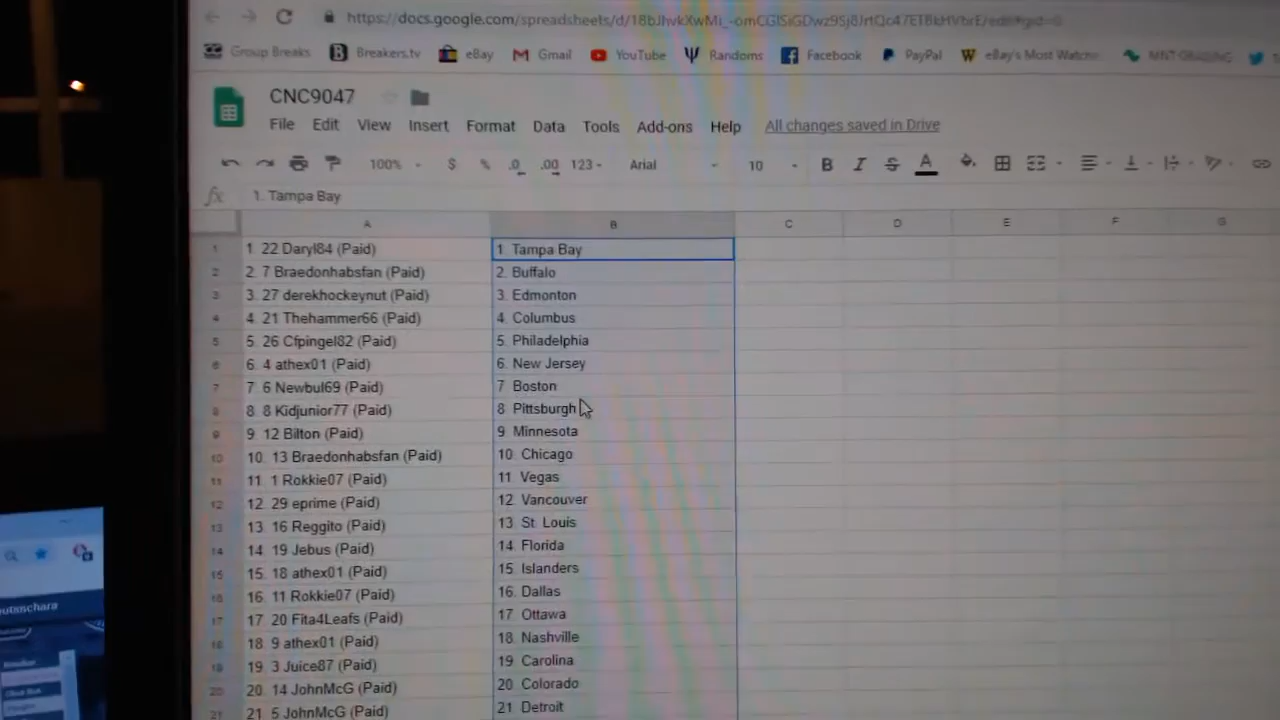 https://docs.google.com/spreadsheets/d/
Group Breaks Breakers.tv eBay Gmail YouTube Randoms Facebook PayPal eBay's Most Watche
CNC9047
File Edit View Insert Format Data Tools Add-ons Help All changes saved in Drive
100% $ % .0 .00 123 Arial 10 B I S A
fx 1. Tampa Bay
A B C D E F G
1 1 22 Daryl84 (Paid) 1 Tampa Bay
2 2. 7 Braedonhabsfan (Paid) 2. Buffalo
3 3. 27 derekhockeynut (Paid) 3. Edmonton
4 4 21 Thehammer66 (Paid) 4 Columbus
5 5. 26 Cfpingel82 (Paid) 5. Philadelphia
6 6. 4 athex01 (Paid) 6. New Jersey
7 7 6 Newbul69 (Paid) 7 Boston
8 8. 8 Kidjunior77 (Paid) 8 Pittsburgh
9 9 12 Bilton (Paid) 9 Minnesota
10 10. 13 Braedonhabsfan (Paid) 10. Chicago
11 11. 1 Rokkie07 (Paid) 11. Vegas
12 12. 29 eprime (Paid) 12. Vancouver
13 13 16 Reggito (Paid) 13 St. Louis
14 14 19 Jebus (Paid) 14 Florida
15 15. 18 athex01 (Paid) 15 Islanders
16 16. 11 Rokkie07 (Paid) 16. Dallas
17 17. 20 Fita4Leafs (Paid) 17 Ottawa
18 18 9 athex01 (Paid) 18. Nashville
19 19. 3 Juice87 (Paid) 19 Carolina
20 20. 14 JohnMcG (Paid) 20 Colorado
21 21. 5 JohnMcG (Paid) 21 Detroit